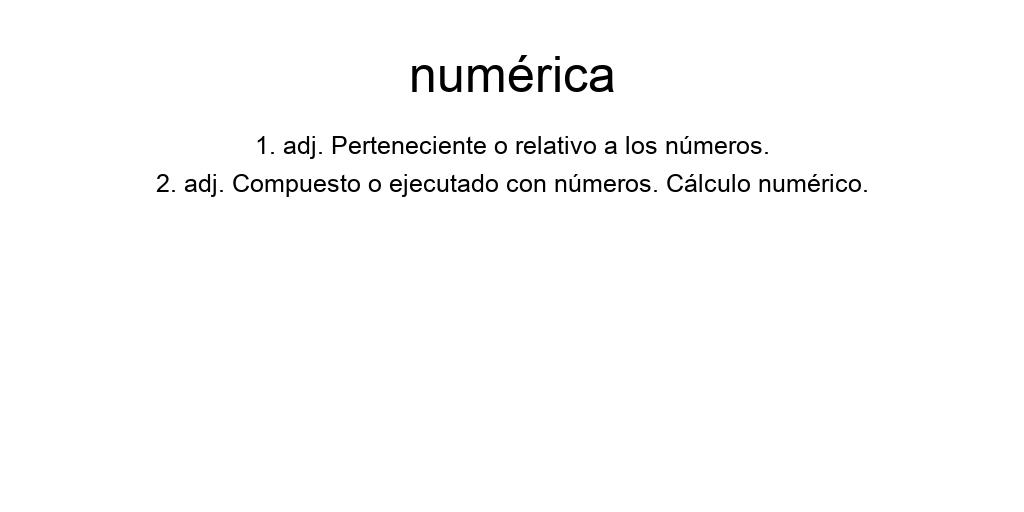 numérica
1. adj. Perteneciente o relativo a los números.
2. adj. Compuesto o ejecutado con números. Cálculo numérico.